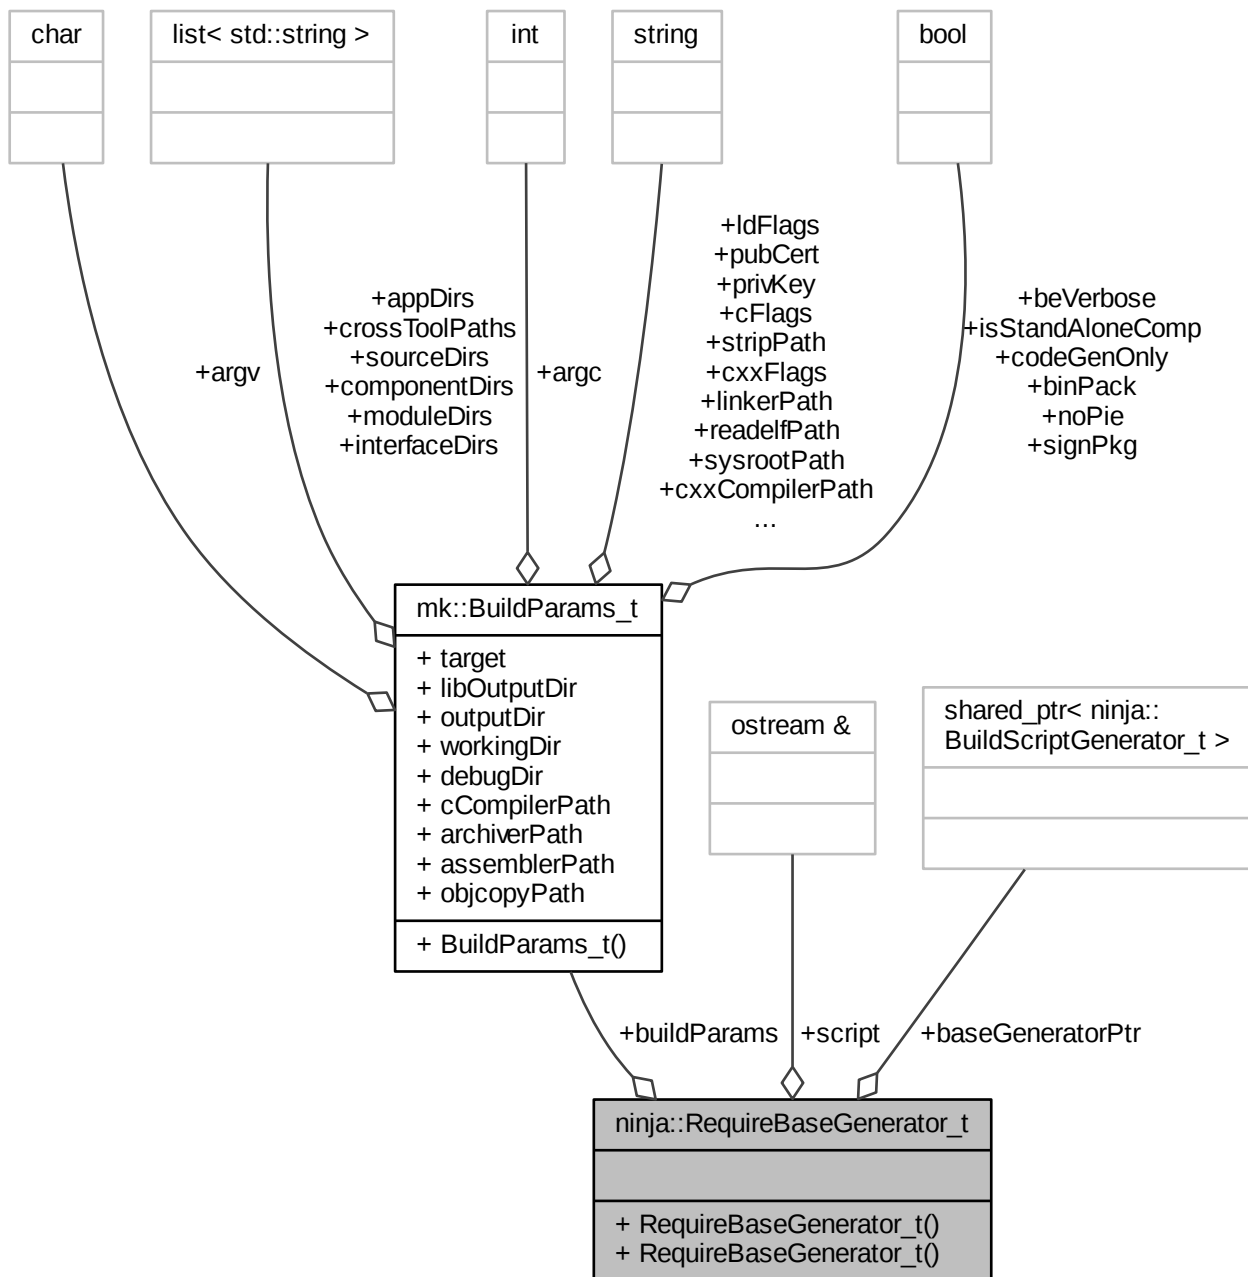 char
list< std::string >
int
string
bool
+ldFlags
+pubCert
+privKey
+cFlags
+stripPath
+cxxFlags
+linkerPath
+readelfPath
+sysrootPath
+cxxCompilerPath
...
+appDirs
+crossToolPaths
+sourceDirs
+componentDirs
+moduleDirs
+interfaceDirs
+beVerbose
+isStandAloneComp
+codeGenOnly
+binPack
+noPie
+signPkg
+argv
+argc
mk::BuildParams_t
+ target
+ libOutputDir
+ outputDir
+ workingDir
+ debugDir
+ cCompilerPath
+ archiverPath
+ assemblerPath
+ objcopyPath
+ BuildParams_t()
ostream &
shared_ptr< ninja::
BuildScriptGenerator_t >
+buildParams
+script
+baseGeneratorPtr
ninja::RequireBaseGenerator_t
+ RequireBaseGenerator_t()
+ RequireBaseGenerator_t()